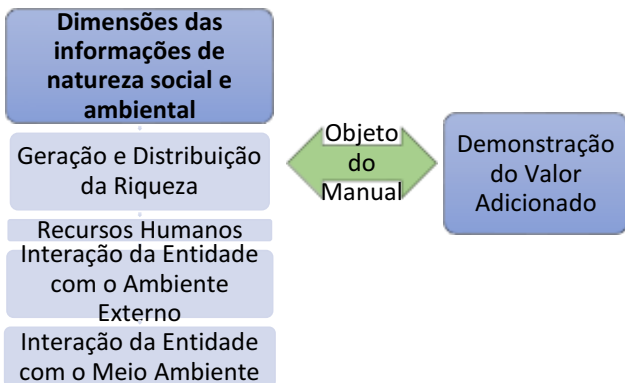 Dimensões das
informações de
natureza social e
ambiental
Geração e Distribuição
da Riqueza
Recursos Humanos
Interação da Entidade
com o Ambiente
Externo
Interação da Entidade
com o Meio Ambiente
Objeto
do
Manual
Demonstração
do Valor
Adicionado